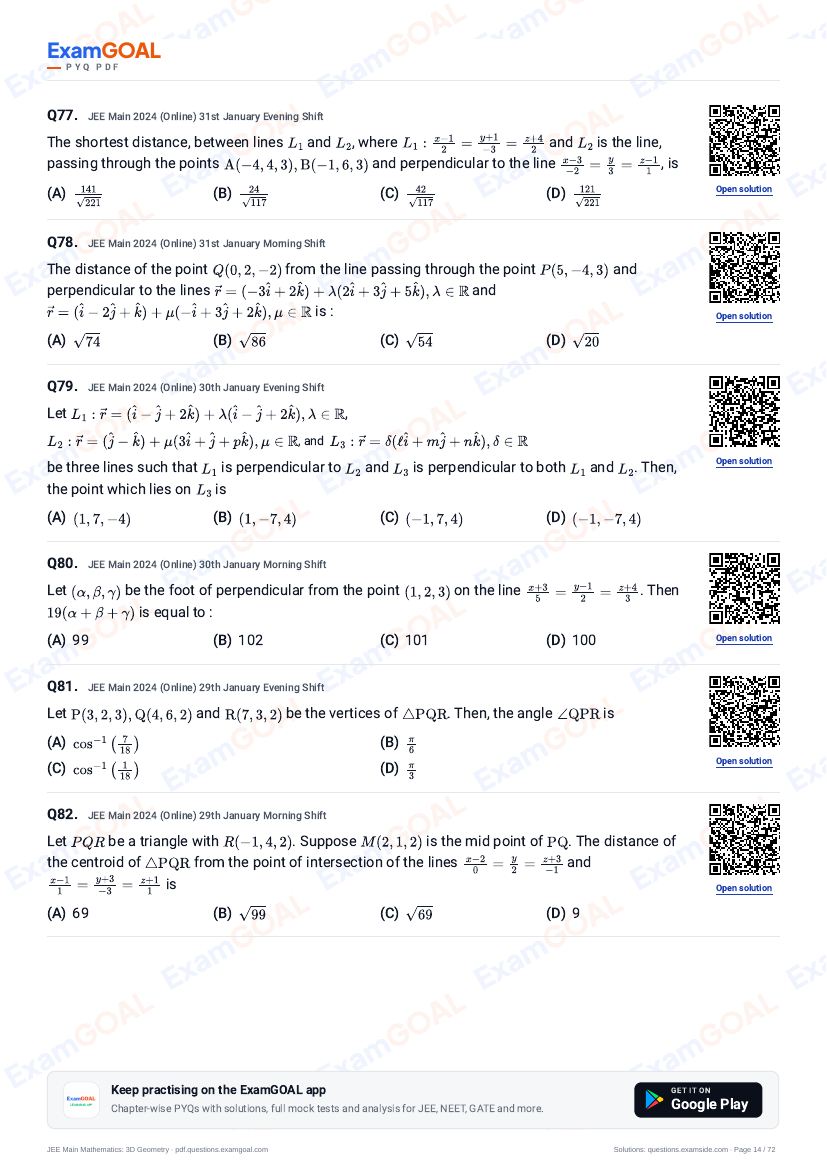 ExamGOAL
PYQ PDF
Q77. JEE Main 2024 (Online) 31st January Evening Shift
The shortest distance, between lines L₁ and L₂, where L₁ : (x−1)/2 = (y+1)/−3 = (z+4)/2 and L₂ is the line,
passing through the points A(−4, 4, 3), B(−1, 6, 3) and perpendicular to the line (x−3)/−2 = y/3 = (z−1)/1, is
(A) 141/√221 (B) 24/√117 (C) 42/√117 (D) 121/√221
Open solution
Q78. JEE Main 2024 (Online) 31st January Morning Shift
The distance of the point Q(0, 2, −2) from the line passing through the point P(5, −4, 3) and
perpendicular to the lines r⃗ = (−3î + 2k̂) + λ(2î + 3ĵ + 5k̂), λ ∈ ℝ and
r⃗ = (î − 2ĵ + k̂) + μ(−î + 3ĵ + 2k̂), μ ∈ ℝ is :
(A) √74 (B) √86 (C) √54 (D) √20
Open solution
Q79. JEE Main 2024 (Online) 30th January Evening Shift
Let L₁ : r⃗ = (î − ĵ + 2k̂) + λ(î − ĵ + 2k̂), λ ∈ ℝ,
L₂ : r⃗ = (ĵ − k̂) + μ(3î + ĵ + pk̂), μ ∈ ℝ, and L₃ : r⃗ = δ(ℓî + mĵ + nk̂), δ ∈ ℝ
be three lines such that L₁ is perpendicular to L₂ and L₃ is perpendicular to both L₁ and L₂. Then,
the point which lies on L₃ is
(A) (1, 7, −4) (B) (1, −7, 4) (C) (−1, 7, 4) (D) (−1, −7, 4)
Open solution
Q80. JEE Main 2024 (Online) 30th January Morning Shift
Let (α, β, γ) be the foot of perpendicular from the point (1, 2, 3) on the line (x+3)/5 = (y−1)/2 = (z+4)/3. Then
19(α + β + γ) is equal to :
(A) 99 (B) 102 (C) 101 (D) 100
Open solution
Q81. JEE Main 2024 (Online) 29th January Evening Shift
Let P(3, 2, 3), Q(4, 6, 2) and R(7, 3, 2) be the vertices of △PQR. Then, the angle ∠QPR is
(A) cos⁻¹(7/18) (B) π/6
(C) cos⁻¹(1/18) (D) π/3
Open solution
Q82. JEE Main 2024 (Online) 29th January Morning Shift
Let PQR be a triangle with R(−1, 4, 2). Suppose M(2, 1, 2) is the mid point of PQ. The distance of
the centroid of △PQR from the point of intersection of the lines (x−2)/0 = y/2 = (z+3)/−1 and
(x−1)/1 = (y+3)/−3 = (z+1)/1 is
(A) 69 (B) √99 (C) √69 (D) 9
Open solution
Keep practising on the ExamGOAL app
Chapter-wise PYQs with solutions, full mock tests and analysis for JEE, NEET, GATE and more.
GET IT ON
Google Play
JEE Main Mathematics: 3D Geometry · pdf.questions.examgoal.com
Solutions: questions.examside.com · Page 14 / 72